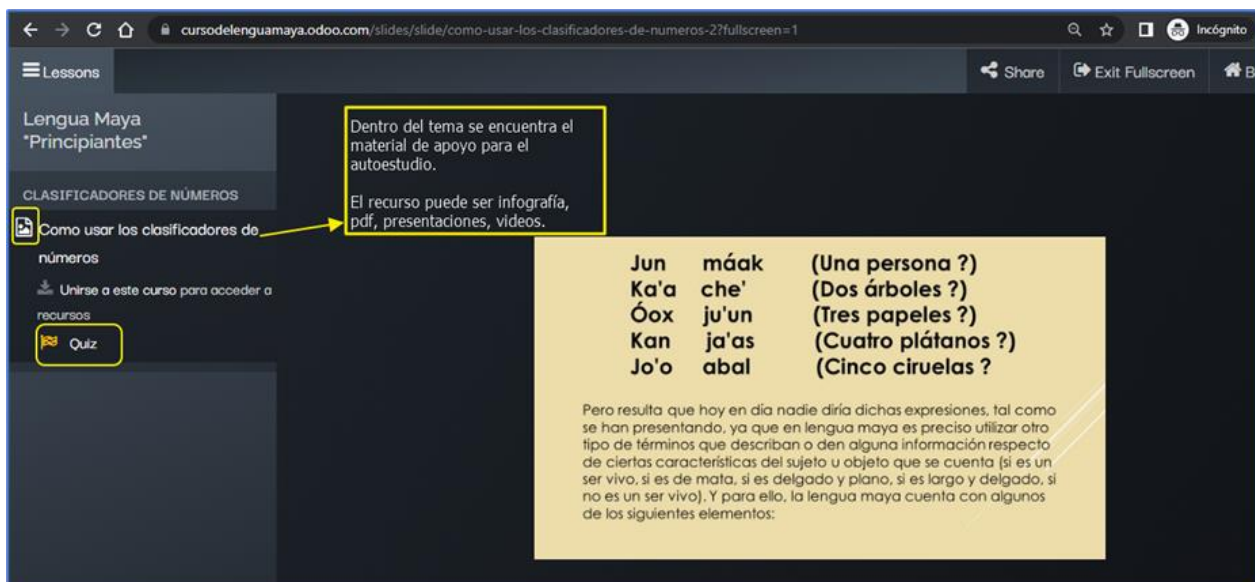 cursodelenguamaya.odoo.com/slides/slide/como-usar-los-clasificadores-de-numeros-2?fullscreen=1
Incógnito
Lessons
Share
Exit Fullscreen
B
Lengua Maya
"Principiantes"
CLASIFICADORES DE NÚMEROS
Como usar los clasificadores de
números
Unirse a este curso para acceder a
recursos
Quiz
Dentro del tema se encuentra el
material de apoyo para el
autoestudio.
El recurso puede ser infografía,
pdf, presentaciones, videos.
Jun máak (Una persona ?)
Ka'a che' (Dos árboles ?)
Óox ju'un (Tres papeles ?)
Kan ja'as (Cuatro plátanos ?)
Jo'o abal (Cinco ciruelas ?
Pero resulta que hoy en día nadie diría dichas expresiones, tal como
se han presentando, ya que en lengua maya es preciso utilizar otro
tipo de términos que describan o den alguna información respecto
de ciertas características del sujeto u objeto que se cuenta (si es un
ser vivo, si es de mata, si es delgado y plano, si es largo y delgado, si
no es un ser vivo). Y para ello, la lengua maya cuenta con algunos
de los siguientes elementos: